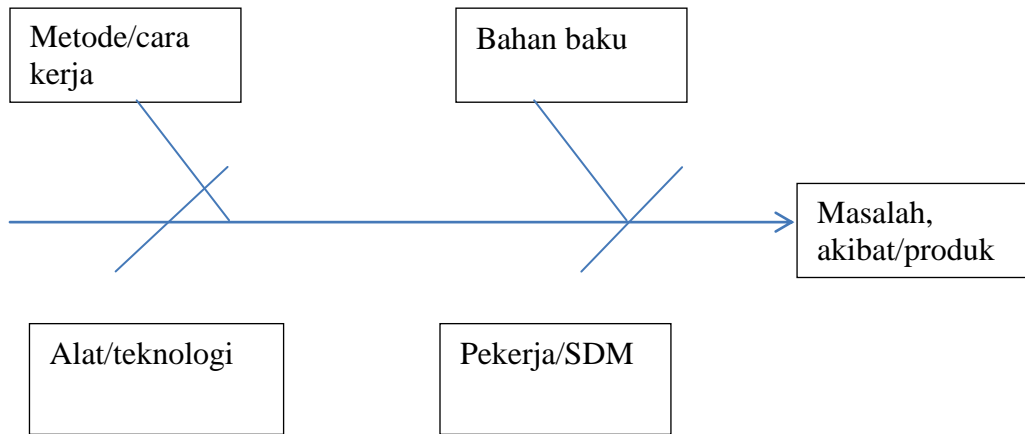 Metode/cara
kerja
Bahan baku
Masalah,
akibat/produk
Alat/teknologi
Pekerja/SDM